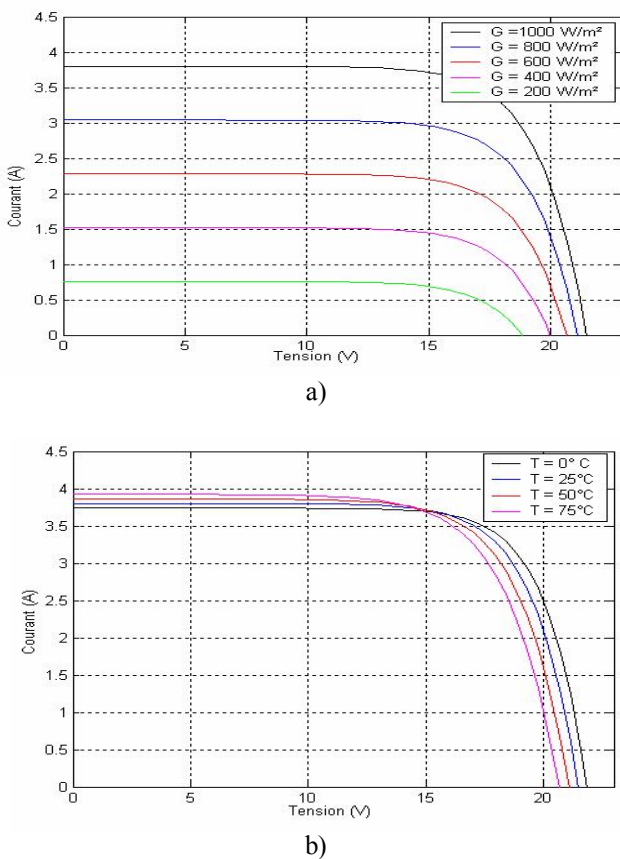 4.5
4
3.5
3
2.5
2
1.5
1
0.5
0
Courant (A)
G =1000 W/m²
G = 800 W/m²
G = 600 W/m²
G = 400 W/m²
G = 200 W/m²
0 5 10 15 20
Tension (V)
a)
4.5
4
3.5
3
2.5
2
1.5
1
0.5
0
Courant (A)
T = 0° C
T = 25°C
T = 50°C
T = 75°C
0 5 10 15 20
Tension (V)
b)